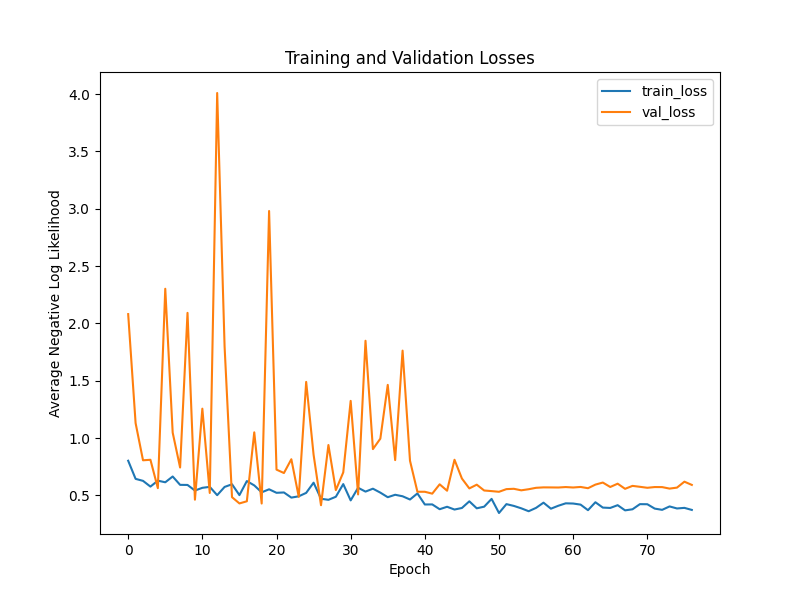 Training and Validation Losses
train_loss
val_loss
Average Negative Log Likelihood
4.0
3.5
3.0
2.5
2.0
1.5
1.0
0.5
0 10 20 30 40 50 60 70
Epoch